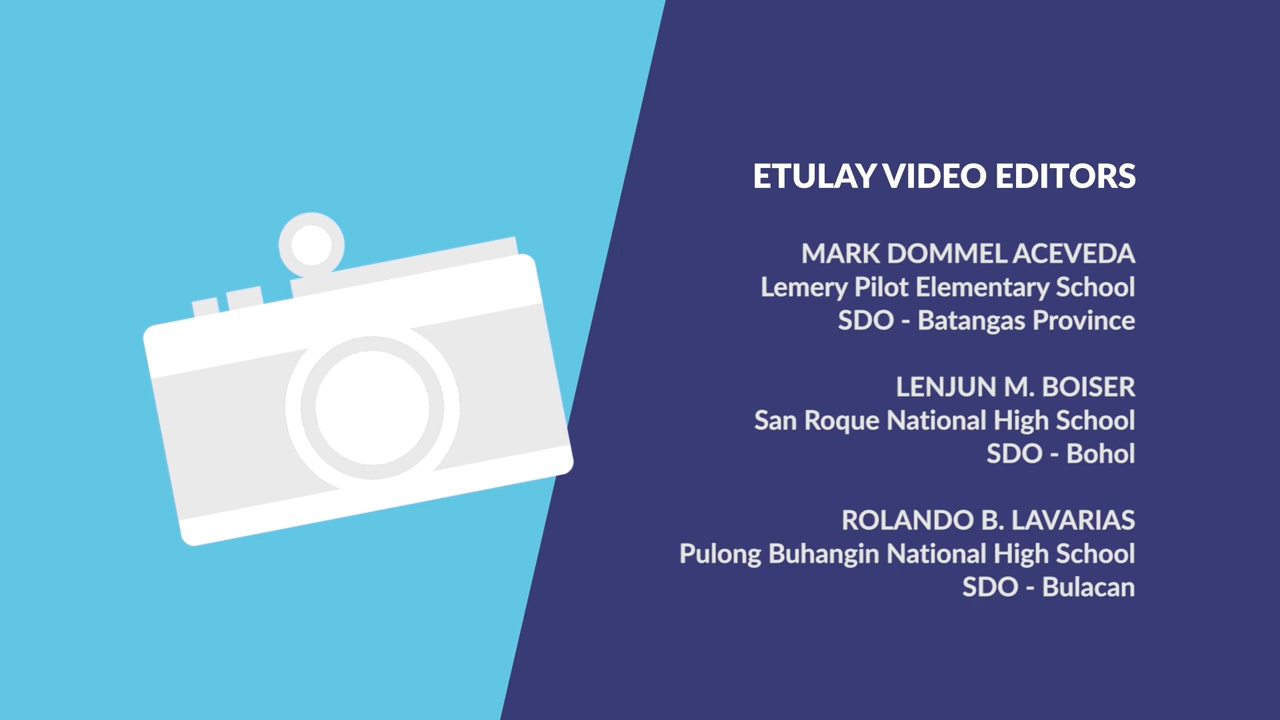 ETULAY VIDEO EDITORS
MARK DOMMEL ACEVEDA
Lemery Pilot Elementary School
SDO - Batangas Province
LENJUN M. BOISER
San Roque National High School
SDO - Bohol
ROLANDO B. LAVARIAS
Pulong Buhangin National High School
SDO - Bulacan